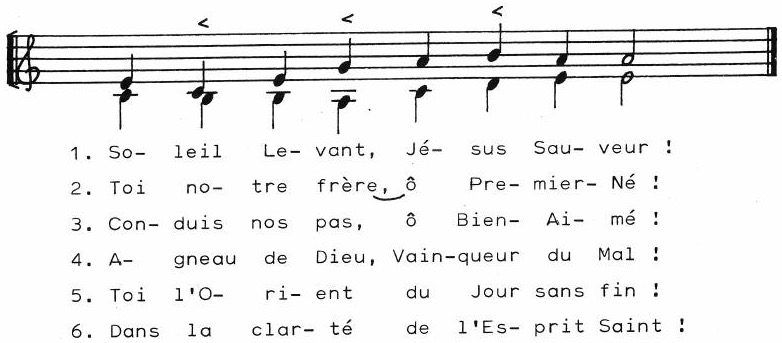 1. So- leil Le- vant, Jé- sus Sau- veur !
2. Toi no- tre frère, ô Pre- mier- Né !
3. Con- duis nos pas, ô Bien- Ai- mé !
4. A- gneau de Dieu, Vain-queur du Mal !
5. Toi l'O- ri- ent du Jour sans fin !
6. Dans la clar- té de l'Es- prit Saint !